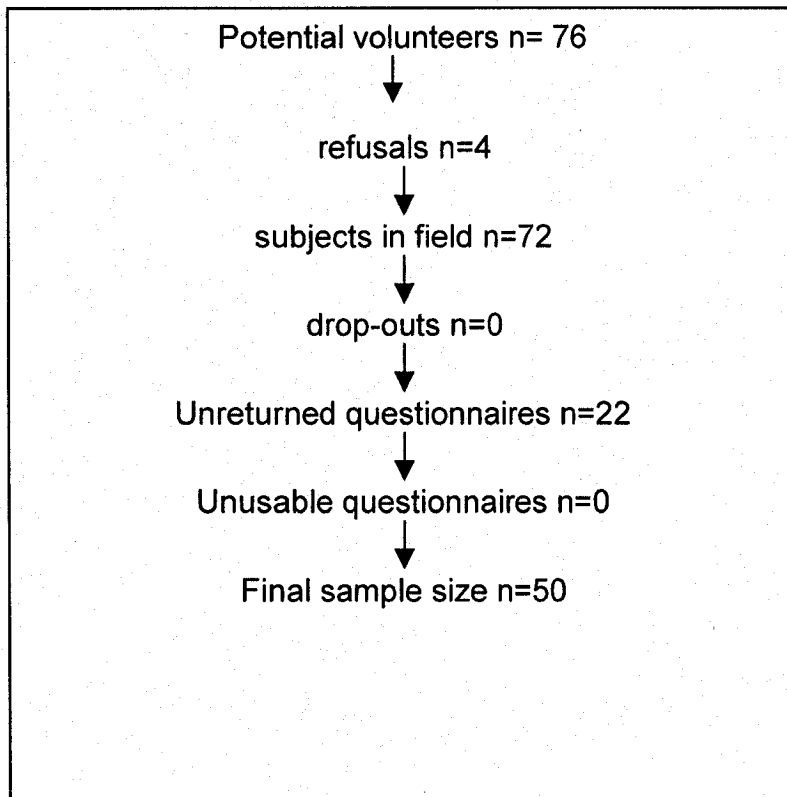 Potential volunteers n= 76
refusals n=4
subjects in field n=72
drop-outs n=0
Unreturned questionnaires n=22
Unusable questionnaires n=0
Final sample size n=50